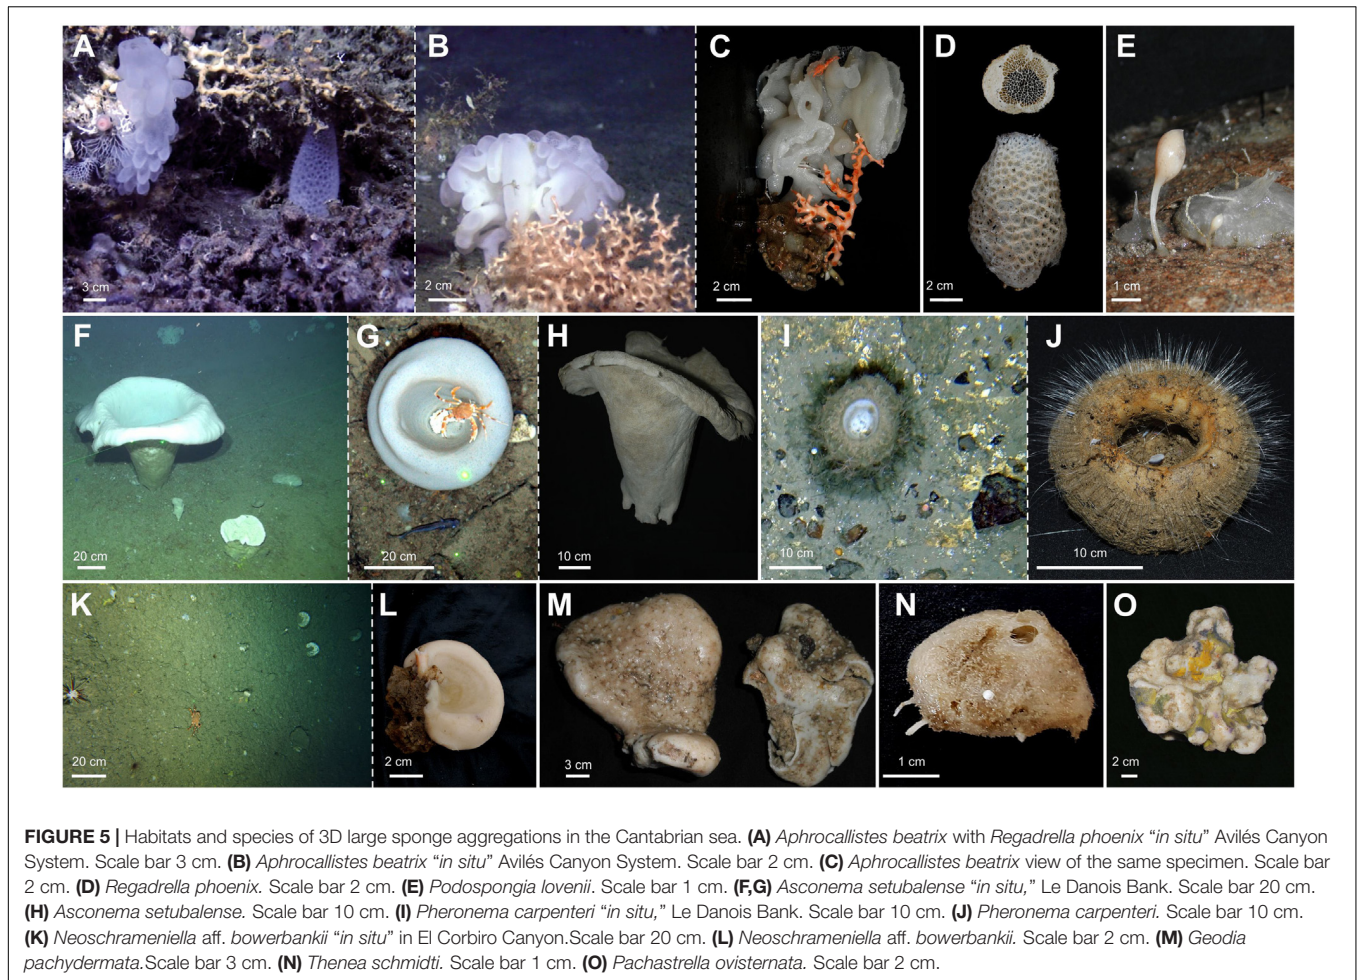 A B C D E
3 cm 2 cm 2 cm 2 cm 1 cm
F G H I J
20 cm 20 cm 10 cm 10 cm 10 cm
K L M N O
20 cm 2 cm 3 cm 1 cm 2 cm
FIGURE 5 | Habitats and species of 3D large sponge aggregations in the Cantabrian sea. (A) Aphrocallistes beatrix with Regadrella phoenix “in situ” Avilés Canyon
System. Scale bar 3 cm. (B) Aphrocallistes beatrix “in situ” Avilés Canyon System. Scale bar 2 cm. (C) Aphrocallistes beatrix view of the same specimen. Scale bar
2 cm. (D) Regadrella phoenix. Scale bar 2 cm. (E) Podospongia lovenii. Scale bar 1 cm. (F,G) Asconema setubalense “in situ,” Le Danois Bank. Scale bar 20 cm.
(H) Asconema setubalense. Scale bar 10 cm. (I) Pheronema carpenteri “in situ,” Le Danois Bank. Scale bar 10 cm. (J) Pheronema carpenteri. Scale bar 10 cm.
(K) Neoschrameniella aff. bowerbankii “in situ” in El Corbiro Canyon.Scale bar 20 cm. (L) Neoschrameniella aff. bowerbankii. Scale bar 2 cm. (M) Geodia
pachydermata.Scale bar 3 cm. (N) Thenea schmidti. Scale bar 1 cm. (O) Pachastrella ovisternata. Scale bar 2 cm.